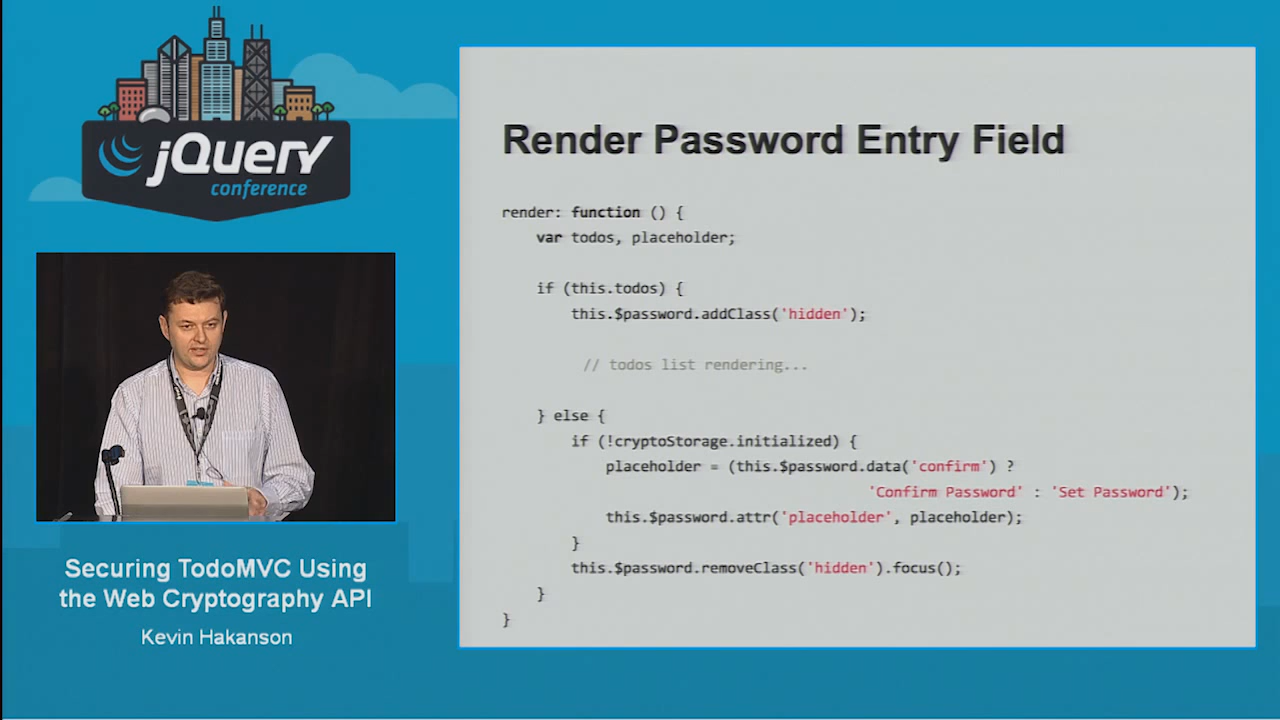 jQuery
conference
Securing TodoMVC Using
the Web Cryptography API
Kevin Hakanson
Render Password Entry Field
render: function () {
var todos, placeholder;
if (this.todos) {
this.$password.addClass('hidden');
// todos list rendering...
} else {
if (!cryptoStorage.initialized) {
placeholder = (this.$password.data('confirm') ?
'Confirm Password' : 'Set Password');
this.$password.attr('placeholder', placeholder);
}
this.$password.removeClass('hidden').focus();
}
}